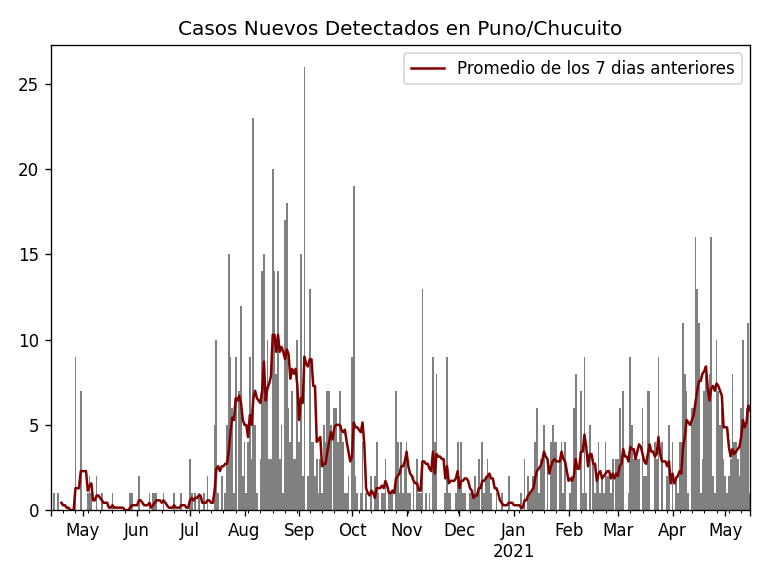 Casos Nuevos Detectados en Puno/Chucuito
Promedio de los 7 dias anteriores
25
20
15
10
5
0
May Jun Jul Aug Sep Oct Nov Dec Jan Feb Mar Apr May
2021